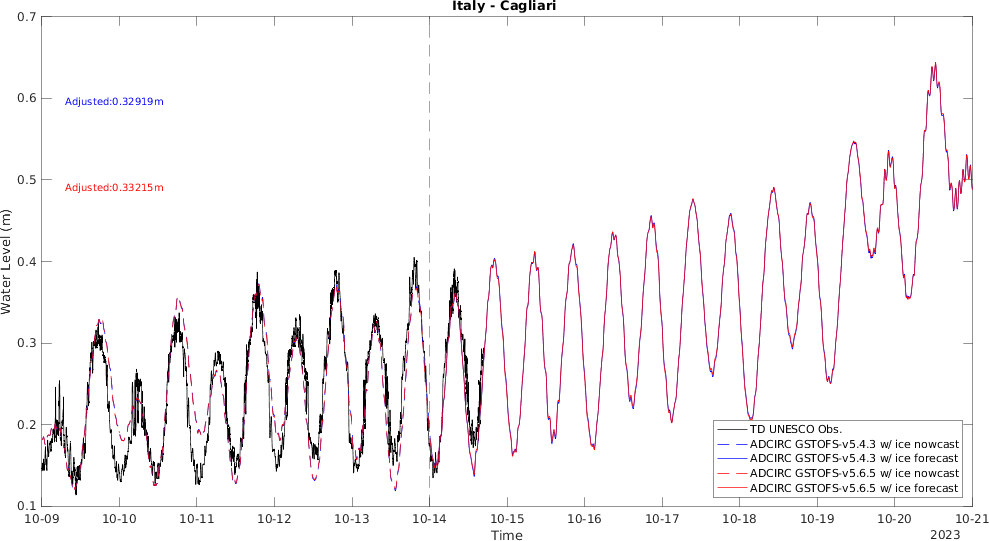 Italy - Cagliari
0.7
0.6
0.5
0.4
0.3
0.2
0.1
Water Level (m)
Adjusted:0.32919m
Adjusted:0.33215m
TD UNESCO Obs.
ADCIRC GSTOFS-v5.4.3 w/ ice nowcast
ADCIRC GSTOFS-v5.4.3 w/ ice forecast
ADCIRC GSTOFS-v5.6.5 w/ ice nowcast
ADCIRC GSTOFS-v5.6.5 w/ ice forecast
10-09 10-10 10-11 10-12 10-13 10-14 10-15 10-16 10-17 10-18 10-19 10-20 10-21
Time
2023